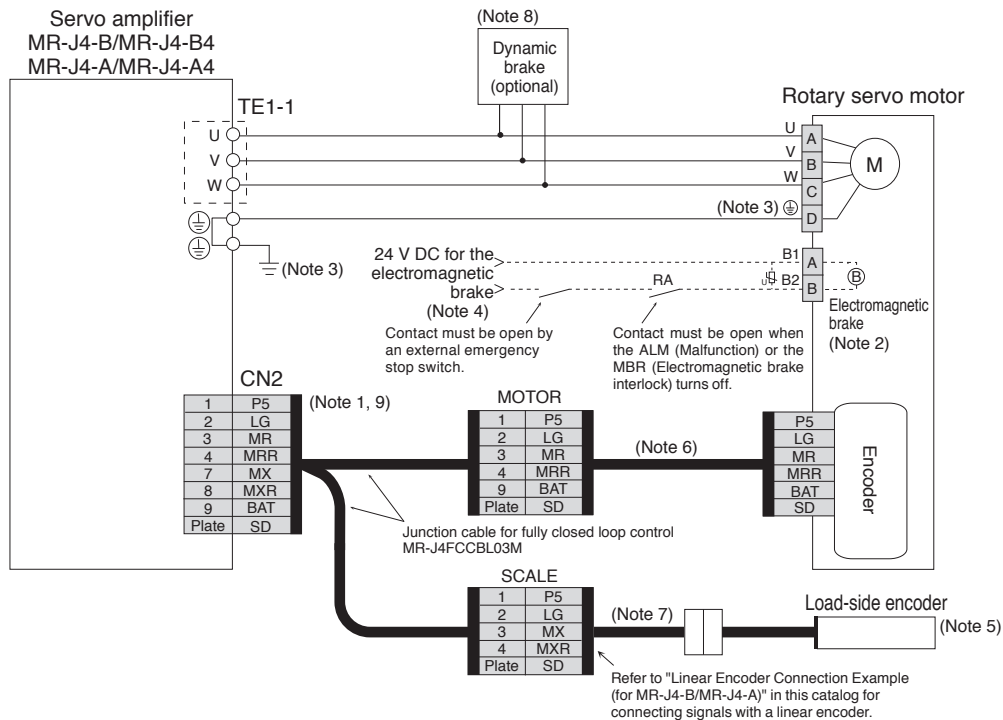 Servo amplifier
MR-J4-B/MR-J4-B4
MR-J4-A/MR-J4-A4
(Note 8)
Dynamic
brake
(optional)
TE1-1
Rotary servo motor
U
V
W
U
V
W
A
B
C
D
M
(Note 3)
(Note 3)
24 V DC for the
electromagnetic
brake
(Note 4)
RA
B1
U B2
A
B
B
Electromagnetic
brake
(Note 2)
Contact must be open by
an external emergency
stop switch.
Contact must be open when
the ALM (Malfunction) or the
MBR (Electromagnetic brake
interlock) turns off.
CN2
(Note 1, 9)
1 P5
2 LG
3 MR
4 MRR
7 MX
8 MXR
9 BAT
Plate SD
MOTOR
1 P5
2 LG
3 MR
4 MRR
9 BAT
Plate SD
(Note 6)
P5
LG
MR
MRR
BAT
SD
Encoder
Junction cable for fully closed loop control
MR-J4FCCBL03M
SCALE
1 P5
2 LG
3 MX
4 MXR
Plate SD
(Note 7)
Load-side encoder
(Note 5)
Refer to "Linear Encoder Connection Example
(for MR-J4-B/MR-J4-A)" in this catalog for
connecting signals with a linear encoder.